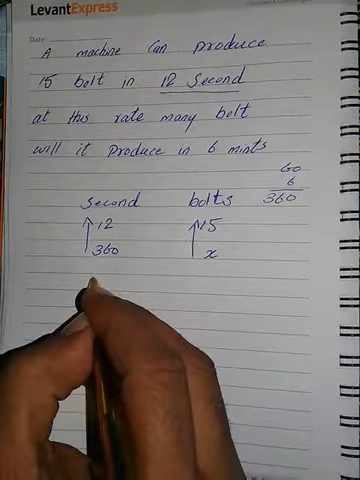 LevantExpress
Date:
A machine can produce
15 bolt in 12 second
at this rate many bolt
will it produce in 6 mints
60
6
360
second bolts
12 15
360 x